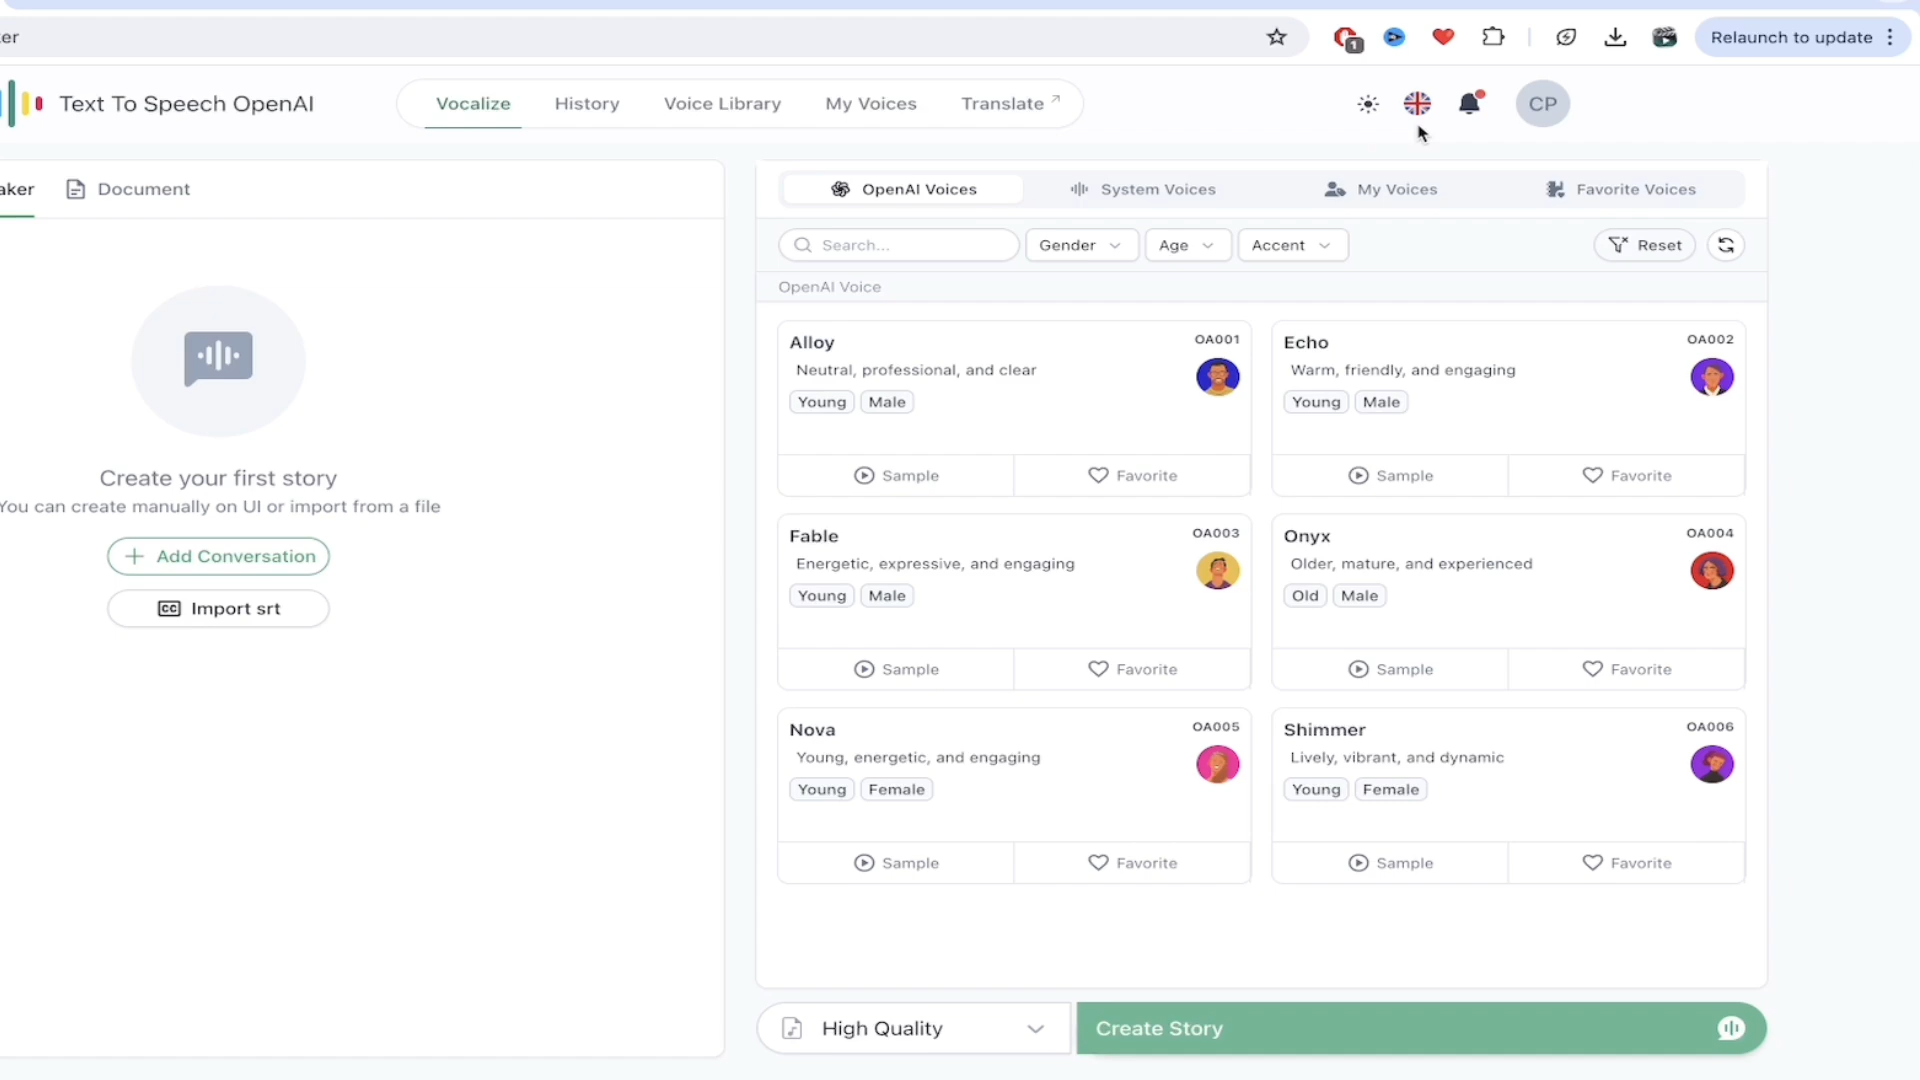 er
Relaunch to update
1
Text To Speech OpenAI
Vocalize
History
Voice Library
My Voices
Translate
CP
aker
Document
OpenAI Voices
System Voices
My Voices
Favorite Voices
Search...
Gender
Age
Accent
Reset
OpenAI Voice
Create your first story
You can create manually on UI or import from a file
Add Conversation
CC
Import srt
Alloy
OA001
Neutral, professional, and clear
Young
Male
Sample
Favorite
Echo
OA002
Warm, friendly, and engaging
Young
Male
Sample
Favorite
Fable
OA003
Energetic, expressive, and engaging
Young
Male
Sample
Favorite
Onyx
OA004
Older, mature, and experienced
Old
Male
Sample
Favorite
Nova
OA005
Young, energetic, and engaging
Young
Female
Sample
Favorite
Shimmer
OA006
Lively, vibrant, and dynamic
Young
Female
Sample
Favorite
High Quality
Create Story